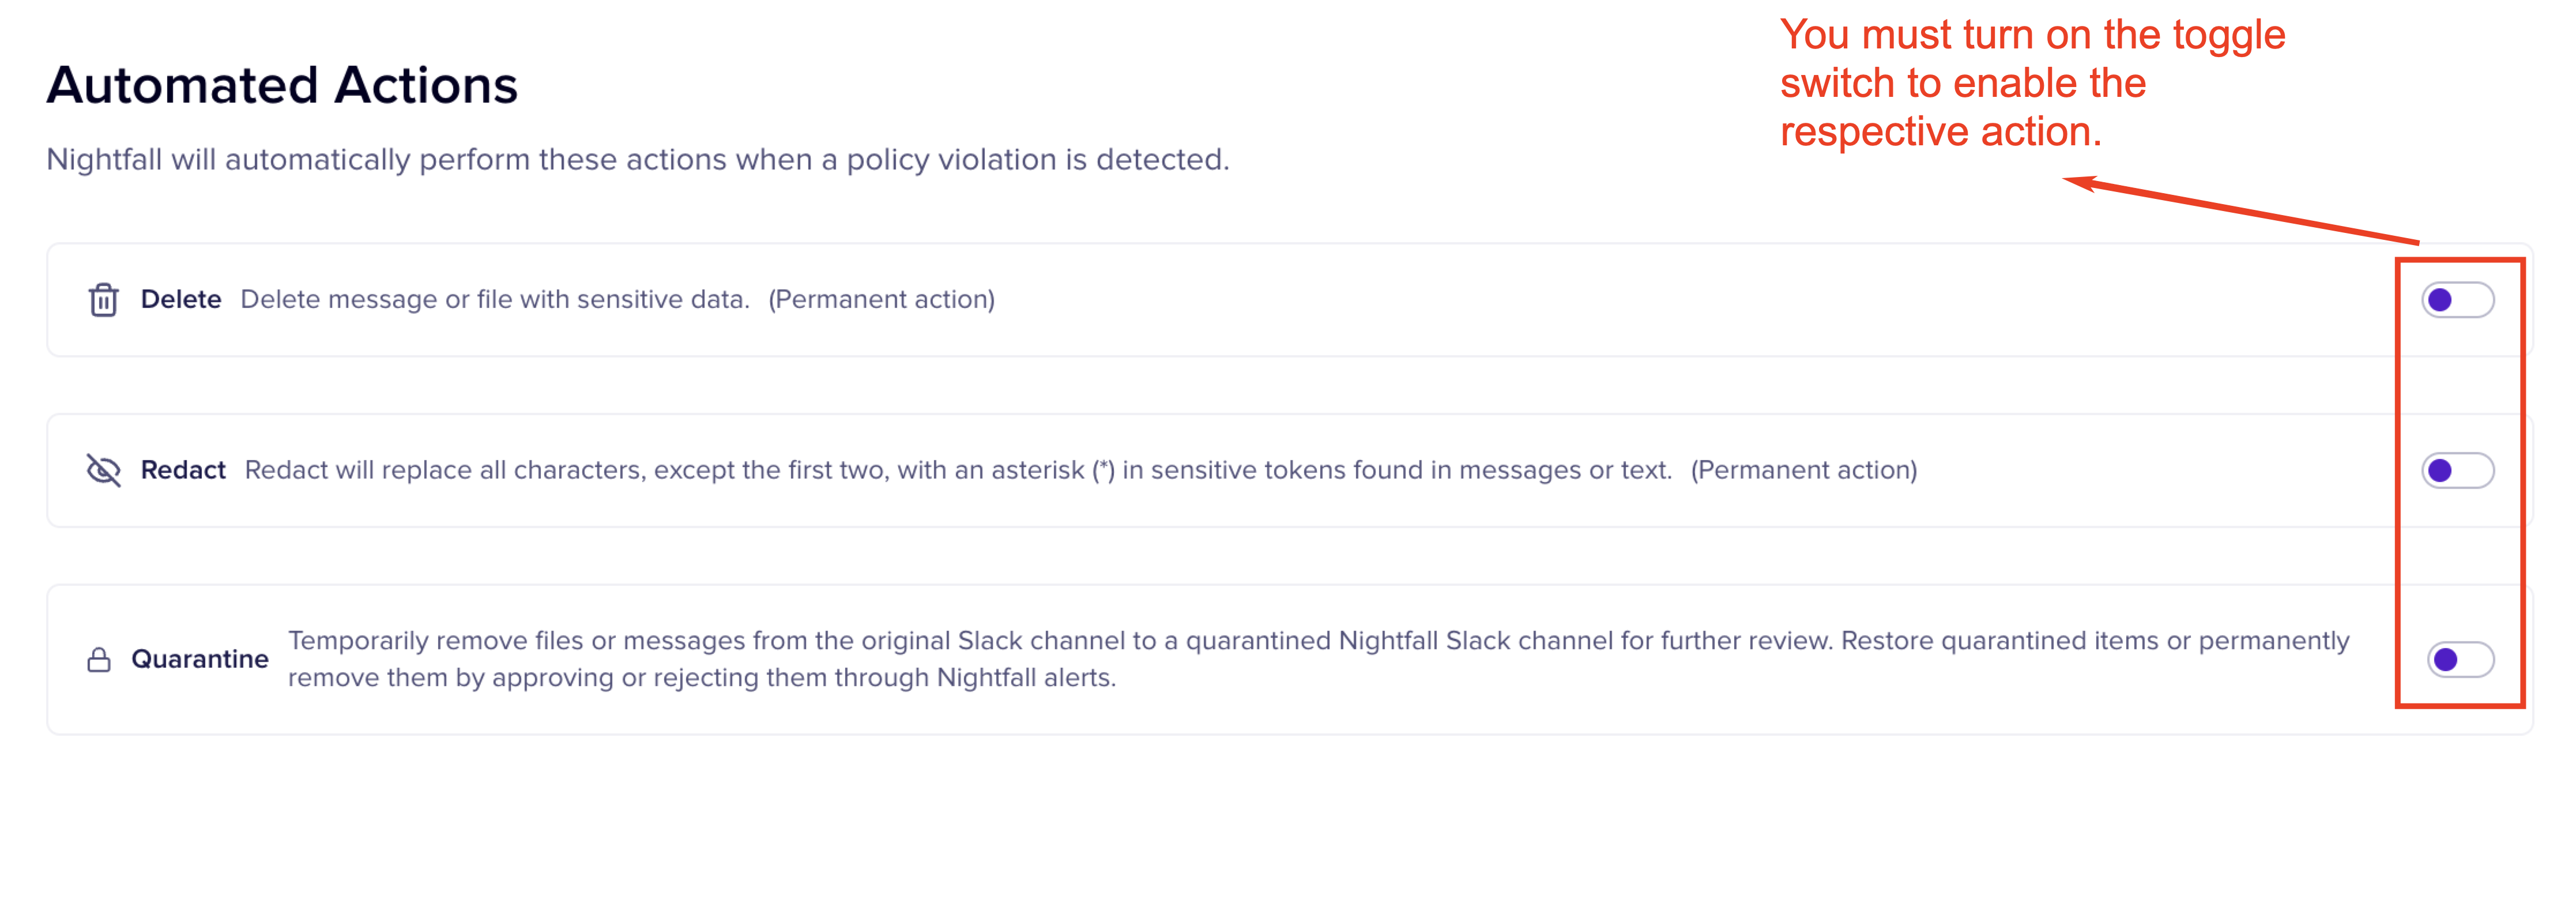 You must turn on the toggle
switch to enable the
respective action.
Automated Actions
Nightfall will automatically perform these actions when a policy violation is detected.
Delete Delete message or file with sensitive data. (Permanent action)
Redact Redact will replace all characters, except the first two, with an asterisk (*) in sensitive tokens found in messages or text. (Permanent action)
Quarantine Temporarily remove files or messages from the original Slack channel to a quarantined Nightfall Slack channel for further review. Restore quarantined items or permanently
remove them by approving or rejecting them through Nightfall alerts.